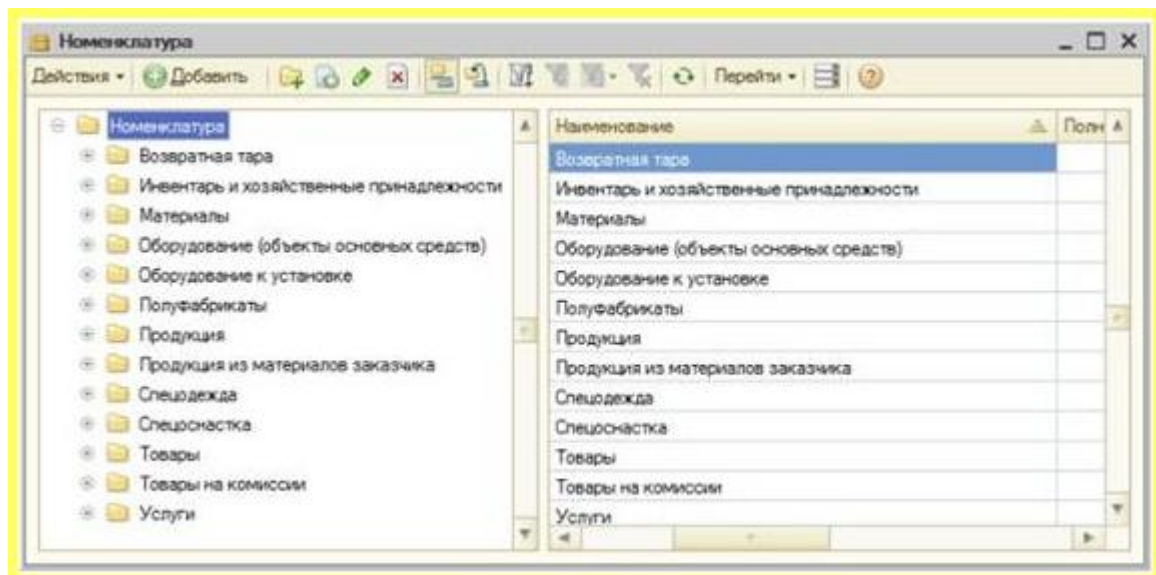 Номенклатура
Действия Добавить Перейти
Номенклатура
Возвратная тара
Инвентарь и хозяйственные принадлежности
Материалы
Оборудование (объекты основных средств)
Оборудование к установке
Полуфабрикаты
Продукция
Продукция из материалов заказчика
Спецодежда
Спецоснастка
Товары
Товары на комиссии
Услуги
Наименование Полн
Возвратная тара
Инвентарь и хозяйственные принадлежности
Материалы
Оборудование (объекты основных средств)
Оборудование к установке
Полуфабрикаты
Продукция
Продукция из материалов заказчика
Спецодежда
Спецоснастка
Товары
Товары на комиссии
Услуги